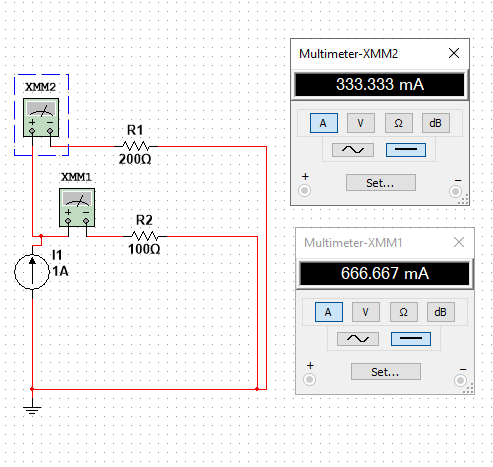 XMM2
R1
200Ω
XMM1
R2
100Ω
I1
1A
Multimeter-XMM2
333.333 mA
A V Ω dB
+
Set...
Multimeter-XMM1
666.667 mA
A V Ω dB
+
Set...